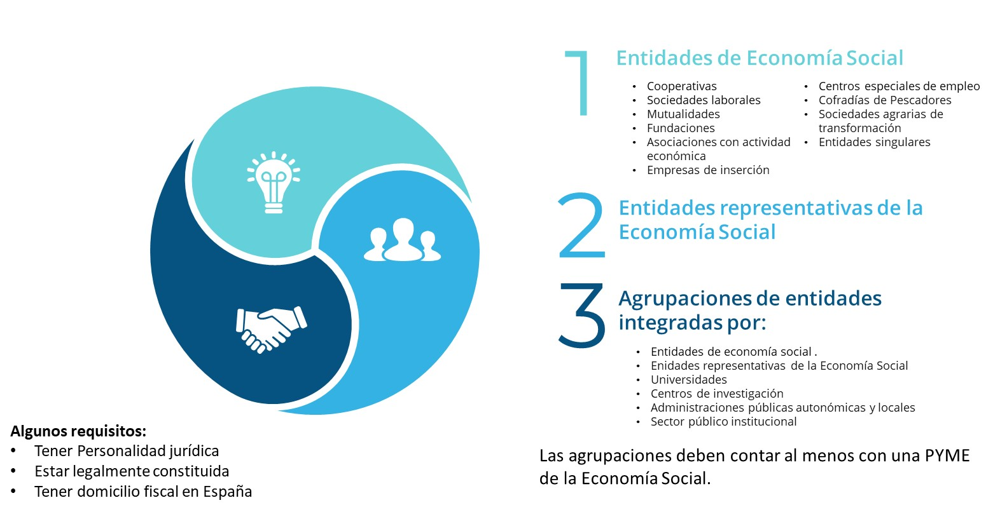 1
Entidades de Economía Social
• Cooperativas
• Sociedades laborales
• Mutualidades
• Fundaciones
• Asociaciones con actividad
económica
• Empresas de inserción
• Centros especiales de empleo
• Cofradías de Pescadores
• Sociedades agrarias de
transformación
• Entidades singulares
2
Entidades representativas de la
Economía Social
3
Agrupaciones de entidades
integradas por:
• Entidades de economía social .
• Enidades representativas de la Economía Social
• Universidades
• Centros de investigación
• Administraciones públicas autonómicas y locales
• Sector público institucional
Las agrupaciones deben contar al menos con una PYME
de la Economía Social.
Algunos requisitos:
• Tener Personalidad jurídica
• Estar legalmente constituida
• Tener domicilio fiscal en España